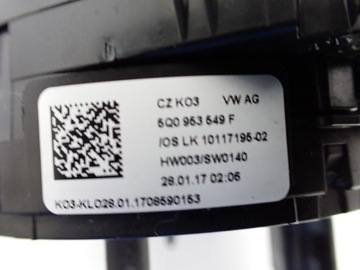 CZ K03 VW AG
5Q0 953 549 F
/OS LK 10117195-02
HW003/SW0140
28.01.17 02:06
K03-KLO28.01.1708590153